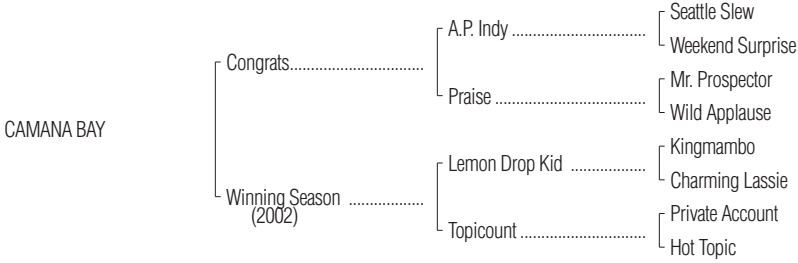 Seattle Slew
A.P. Indy ................................
Weekend Surprise
Congrats................................
Mr. Prospector
Praise ....................................
Wild Applause
CAMANA BAY
Kingmambo
Lemon Drop Kid ..................
Charming Lassie
Winning Season ..................
(2002)
Private Account
Topicount ..............................
Hot Topic